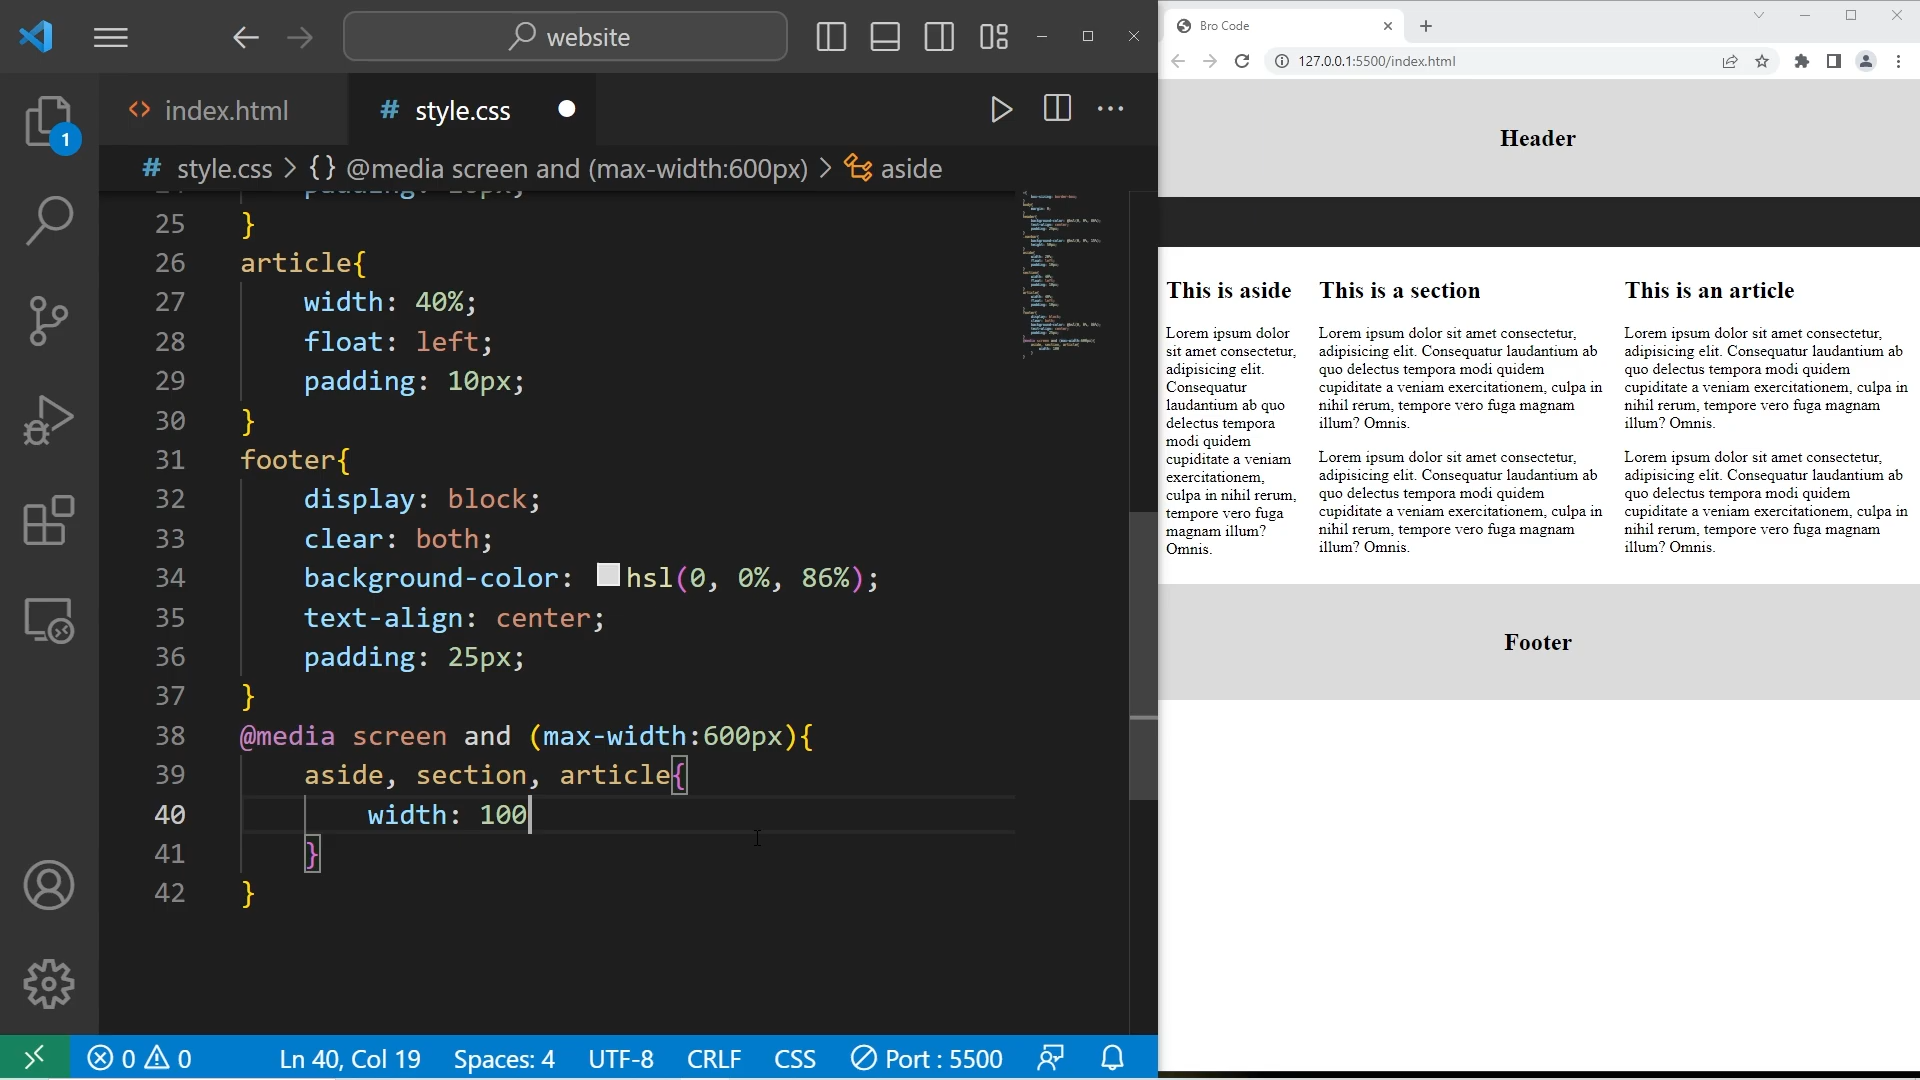 website
index.html
# style.css
# style.css > {} @media screen and (max-width:600px) > aside
25 }
26 article{
27 width: 40%;
28 float: left;
29 padding: 10px;
30 }
31 footer{
32 display: block;
33 clear: both;
34 background-color: hsl(0, 0%, 86%);
35 text-align: center;
36 padding: 25px;
37 }
38 @media screen and (max-width:600px){
39 aside, section, article{
40 width: 100
41 }
42 }
1
0 0 Ln 40, Col 19 Spaces: 4 UTF-8 CRLF CSS Port : 5500
Bro Code
127.0.0.1:5500/index.html
Header
This is aside
Lorem ipsum dolor
sit amet consectetur,
adipisicing elit.
Consequatur
laudantium ab quo
delectus tempora
modi quidem
cupiditate a veniam
exercitationem,
culpa in nihil rerum,
tempore vero fuga
magnam illum?
Omnis.
This is a section
Lorem ipsum dolor sit amet consectetur,
adipisicing elit. Consequatur laudantium ab
quo delectus tempora modi quidem
cupiditate a veniam exercitationem, culpa in
nihil rerum, tempore vero fuga magnam
illum? Omnis.
Lorem ipsum dolor sit amet consectetur,
adipisicing elit. Consequatur laudantium ab
quo delectus tempora modi quidem
cupiditate a veniam exercitationem, culpa in
nihil rerum, tempore vero fuga magnam
illum? Omnis.
This is an article
Lorem ipsum dolor sit amet consectetur,
adipisicing elit. Consequatur laudantium ab
quo delectus tempora modi quidem
cupiditate a veniam exercitationem, culpa in
nihil rerum, tempore vero fuga magnam
illum? Omnis.
Lorem ipsum dolor sit amet consectetur,
adipisicing elit. Consequatur laudantium ab
quo delectus tempora modi quidem
cupiditate a veniam exercitationem, culpa in
nihil rerum, tempore vero fuga magnam
illum? Omnis.
Footer